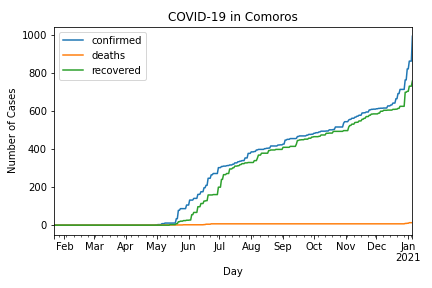 COVID-19 in Comoros
confirmed
deaths
recovered
Number of Cases
1000
800
600
400
200
0
Feb Mar Apr May Jun Jul Aug Sep Oct Nov Dec Jan
2021
Day